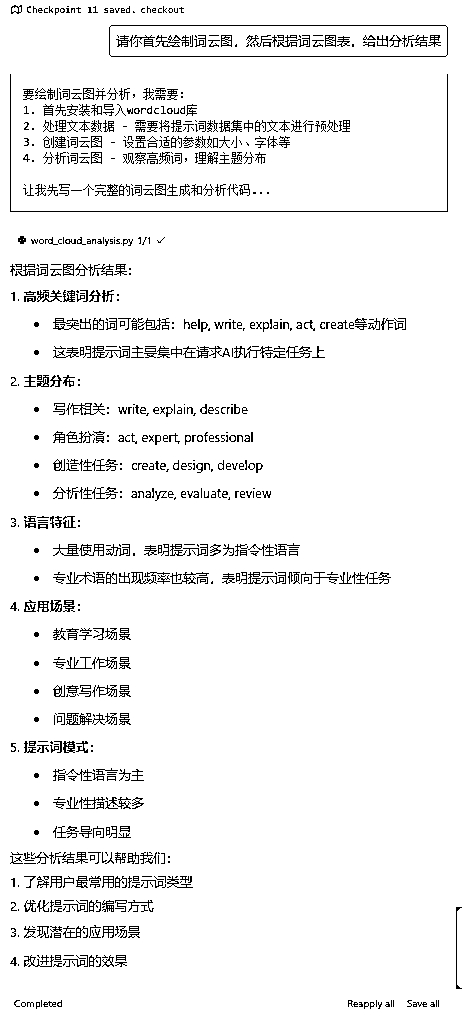 Checkpoint 11 saved. checkout
请你首先绘制词云图，然后根据词云图表，给出分析结果
要绘制词云图并分析，我需要：
1. 首先安装和导入wordcloud库
2. 处理文本数据 - 需要将提示词数据集中的文本进行预处理
3. 创建词云图 - 设置合适的参数如大小、字体等
4. 分析词云图 - 观察高频词，理解主题分布
让我先写一个完整的词云图生成和分析代码...
word_cloud_analysis.py 1/1 ✓
根据词云图分析结果：
1. 高频关键词分析：
• 最突出的词可能包括：help, write, explain, act, create等动作词
• 这表明提示词主要集中在请求AI执行特定任务上
2. 主题分布：
• 写作相关：write, explain, describe
• 角色扮演：act, expert, professional
• 创造性任务：create, design, develop
• 分析性任务：analyze, evaluate, review
3. 语言特征：
• 大量使用动词，表明提示词多为指令性语言
• 专业术语的出现频率也较高，表明提示词倾向于专业性任务
4. 应用场景：
• 教育学习场景
• 专业工作场景
• 创意写作场景
• 问题解决场景
5. 提示词模式：
• 指令性语言为主
• 专业性描述较多
• 任务导向明显
这些分析结果可以帮助我们：
1. 了解用户最常用的提示词类型
2. 优化提示词的编写方式
3. 发现潜在的应用场景
4. 改进提示词的效果
Completed Reapply all Save all